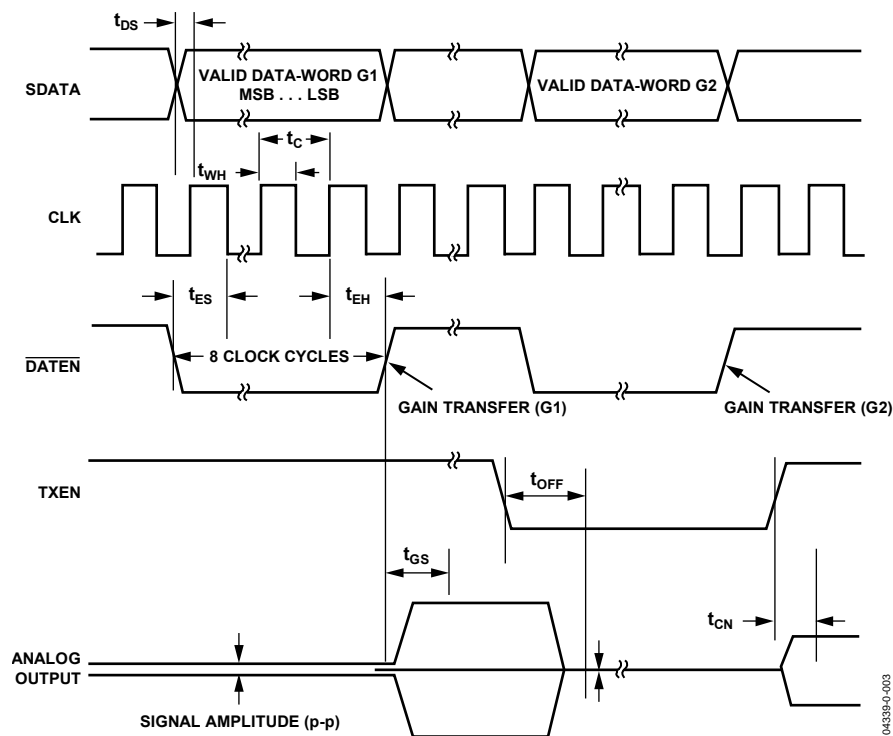 tDS
SDATA
VALID DATA-WORD G1
MSB . . . LSB
VALID DATA-WORD G2
tC
tWH
CLK
tES
tEH
DATEN
8 CLOCK CYCLES
GAIN TRANSFER (G1)
GAIN TRANSFER (G2)
TXEN
tOFF
tGS
tCN
ANALOG
OUTPUT
SIGNAL AMPLITUDE (p-p)
04339-0-003